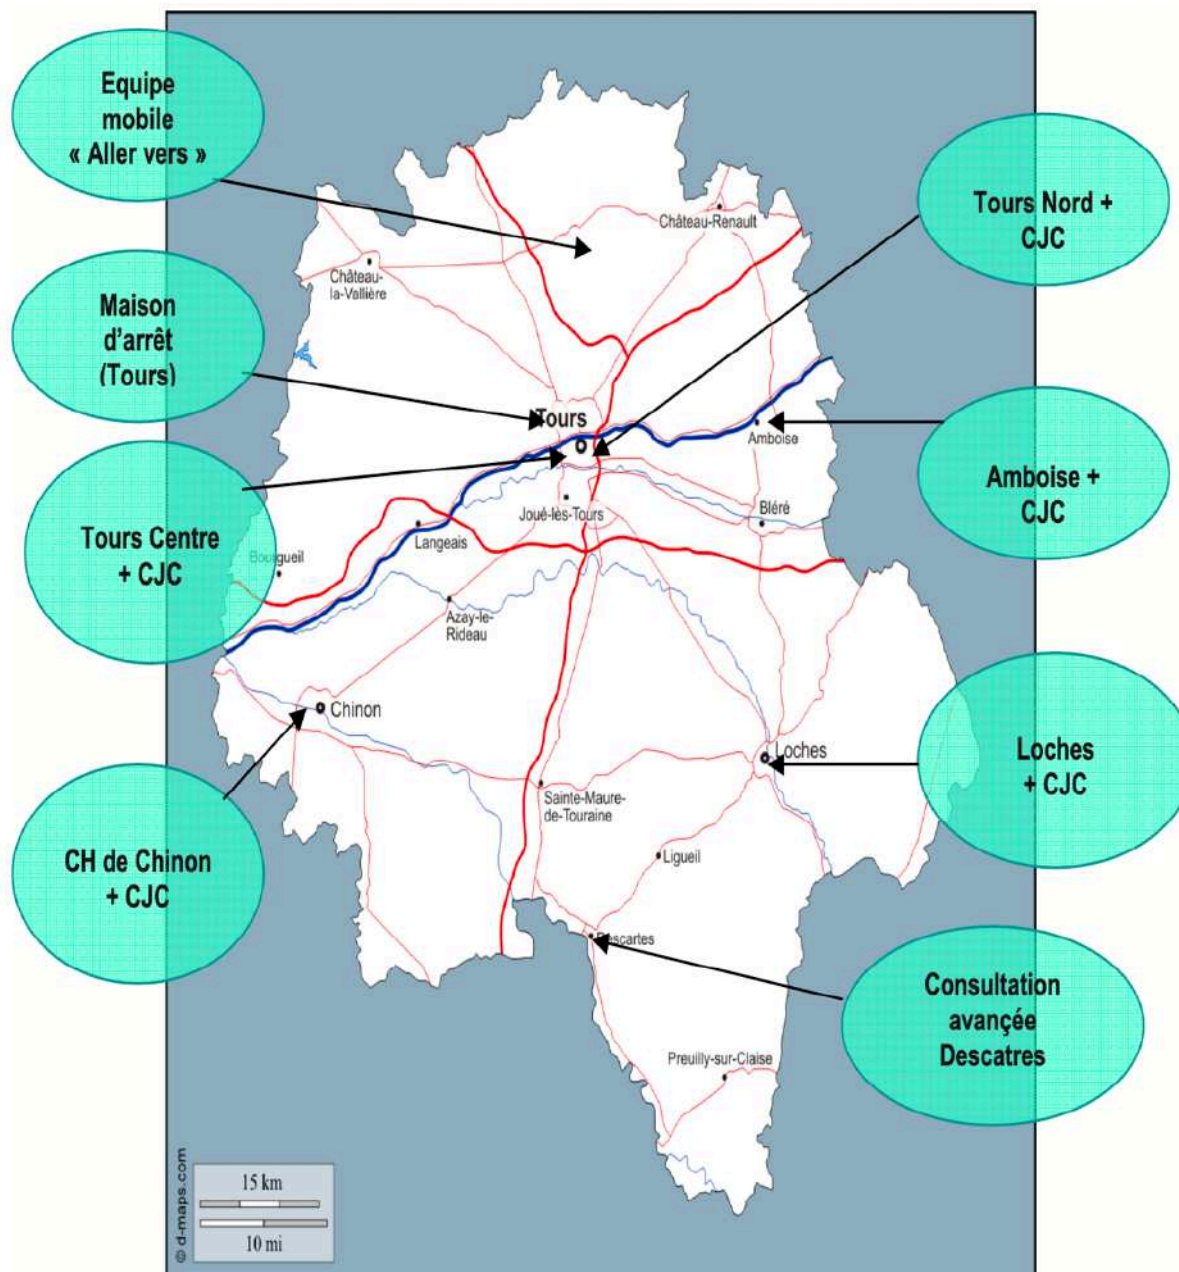 Equipe
mobile
« Aller vers »
Tours Nord +
CJC
Château-Renault
Château-
la-Vallière
Maison
d'arrêt
(Tours)
Tours
Amboise
Amboise +
CJC
Joué-lès-Tours
Bléré
Langeais
Tours Centre
+ CJC
Bourgueil
Azay-le-
Rideau
Chinon
Loches
Loches
+ CJC
Sainte-Maure-
de-Touraine
Ligueil
CH de Chinon
+ CJC
Descartes
Consultation
avançée
Descatres
Preuilly-sur-Claise
15 km
10 mi
© d-maps.com